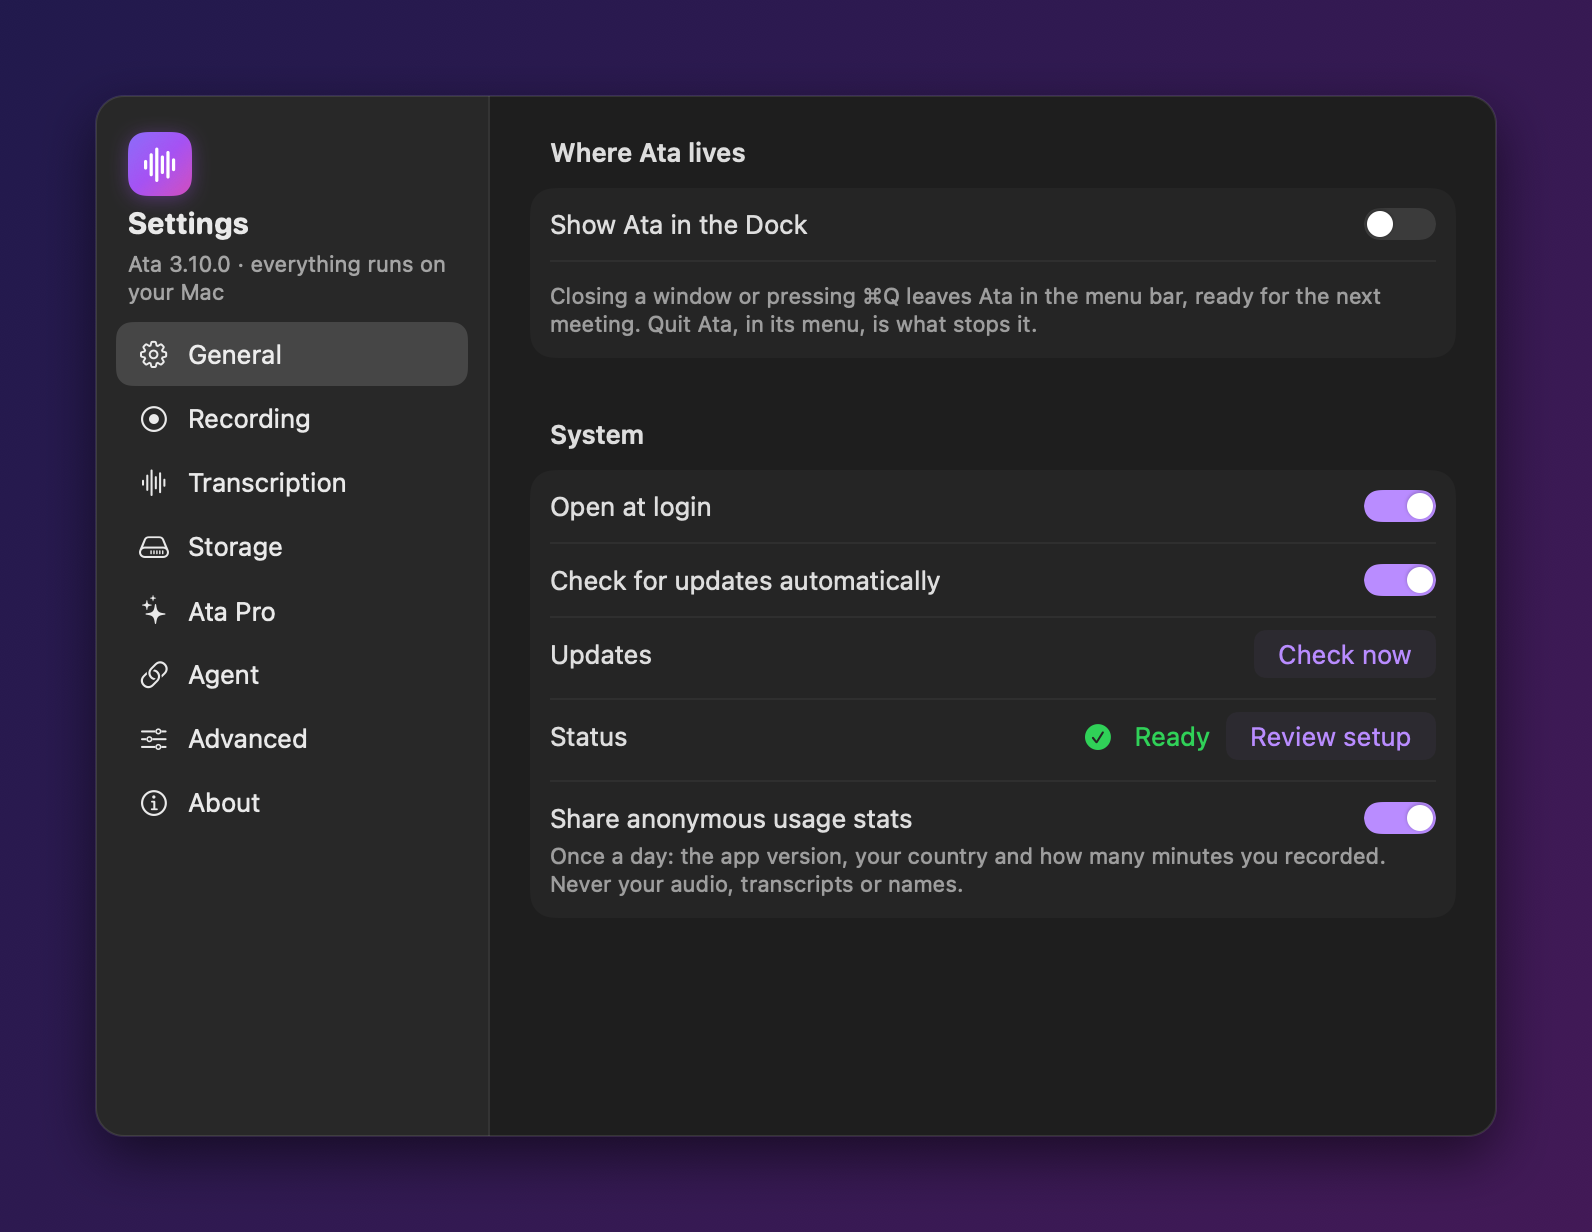 Settings
Ata 3.10.0 · everything runs on
your Mac
General
Recording
Transcription
Storage
Ata Pro
Agent
Advanced
About
Where Ata lives
Show Ata in the Dock
Closing a window or pressing ⌘Q leaves Ata in the menu bar, ready for the next
meeting. Quit Ata, in its menu, is what stops it.
System
Open at login
Check for updates automatically
Updates
Check now
Status
Ready
Review setup
Share anonymous usage stats
Once a day: the app version, your country and how many minutes you recorded.
Never your audio, transcripts or names.